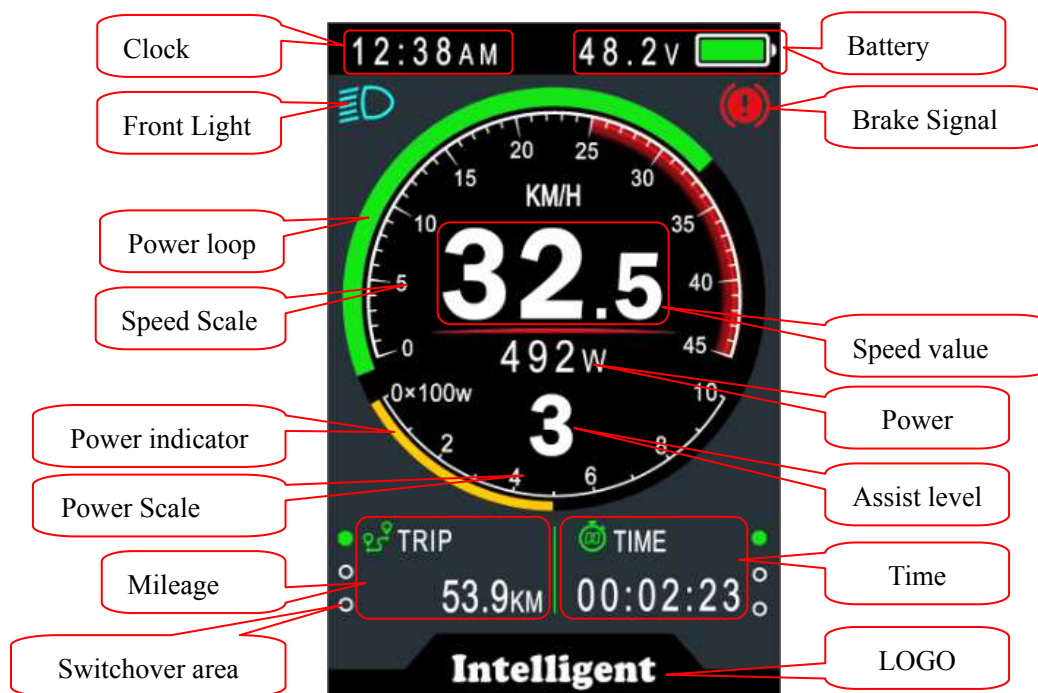 Clock
12:38AM
48.2V
Battery
Front Light
Brake Signal
20
25
15
30
KM/H
10
35
Power loop
32.5
5
40
Speed Scale
0
45
492W
Speed value
0×100w
10
Power
Power indicator
2
3
8
Power Scale
4
6
Assist level
TRIP
TIME
Mileage
53.9KM
00:02:23
Time
Switchover area
Intelligent
LOGO